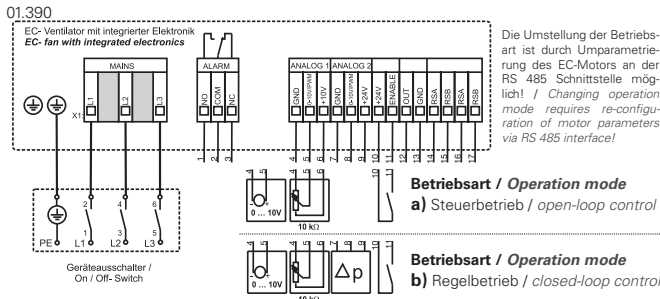 01.390
EC- Ventilator mit integrierter Elektronik
EC- fan with integrated electronics
MAINS
ALARM
ANALOG 1 ANALOG 2
X1:
L1
L2
L3
NO
COM
NC
GND
0-10V/PWM
+10V
GND
0-10V/PWM
+24V
+24V
ENABLE
OUT
GND
RSA
RSB
RSA
RSB
1
2
3
4
5
6
7
8
9
10
11
12
13
14
15
16
17
Die Umstellung der Betriebs-
art ist durch Umparametrie-
rung des EC-Motors an der
RS 485 Schnittstelle mög-
lich! / Changing operation
mode requires re-configu-
ration of motor parameters
via RS 485 interface!
2 4 6
1 3 5
PE L1 L2 L3
Geräteausschalter /
On / Off- Switch
4 5 4 5 6 10 11
- +
0 ... 10V
10 kΩ
Betriebsart / Operation mode
a) Steuerbetrieb / open-loop control
4 5 4 5 6 7 8 9 10 11
- +
0 ... 10V
10 kΩ
Δp
Betriebsart / Operation mode
b) Regelbetrieb / closed-loop control